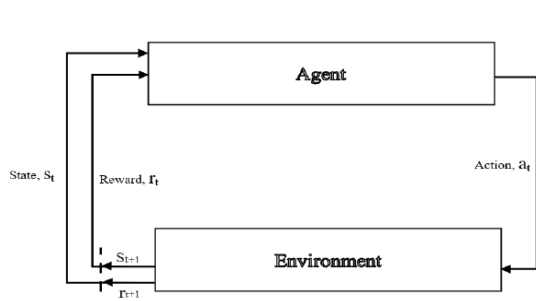 Agent
State, sₜ
Reward, rₜ
Action, aₜ
Sₜ₊₁
Environment
rₜ₊₁